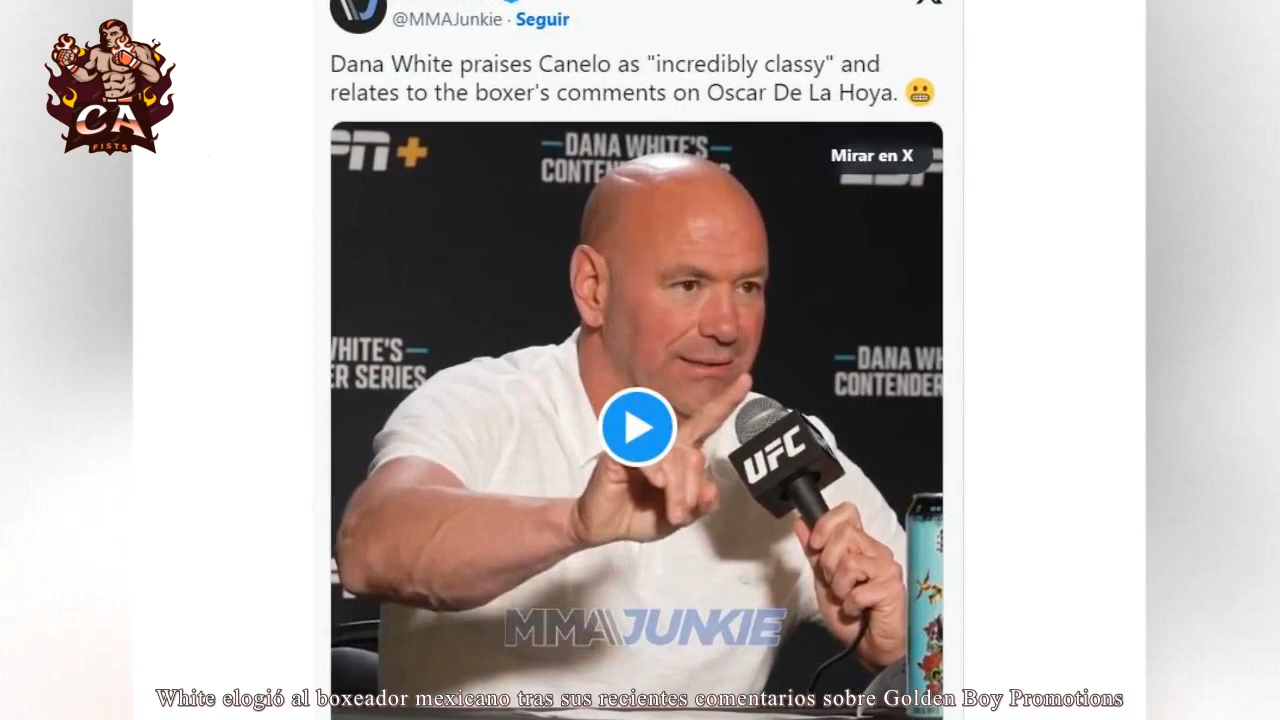 @MMAJunkie · Seguir
Dana White praises Canelo as "incredibly classy" and
relates to the boxer's comments on Oscar De La Hoya. 😬
CA
FISTS
DANA WHITE'S
Mirar en X
WHITE'S
ER SERIES
DANA WH
CONTENDER
UFC
MMAJUNKIE
White elogió al boxeador mexicano tras sus recientes comentarios sobre Golden Boy Promotions